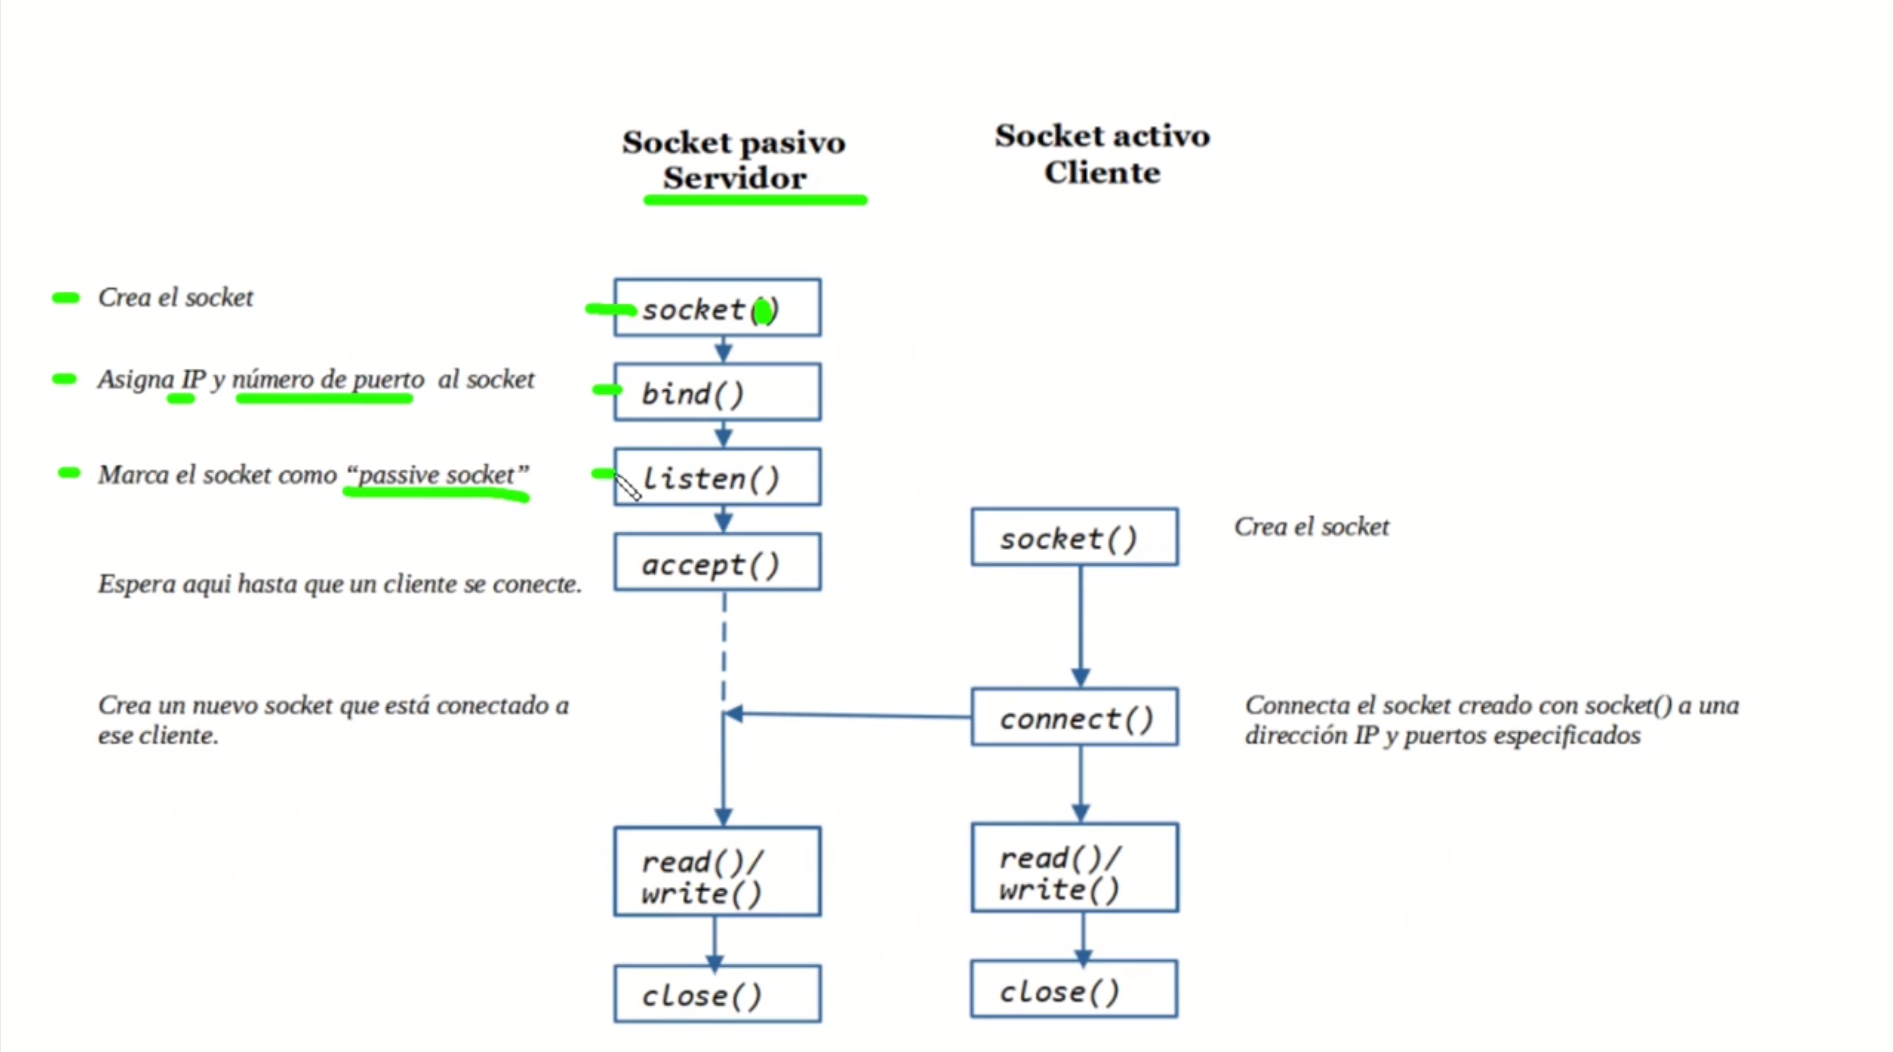 Socket pasivo
Servidor
Socket activo
Cliente
Crea el socket
socket()
Asigna IP y número de puerto al socket
bind()
Marca el socket como “passive socket”
listen()
Espera aqui hasta que un cliente se conecte.
accept()
socket()
Crea el socket
Crea un nuevo socket que está conectado a
ese cliente.
connect()
Connecta el socket creado con socket() a una
dirección IP y puertos especificados
read()/
write()
read()/
write()
close()
close()